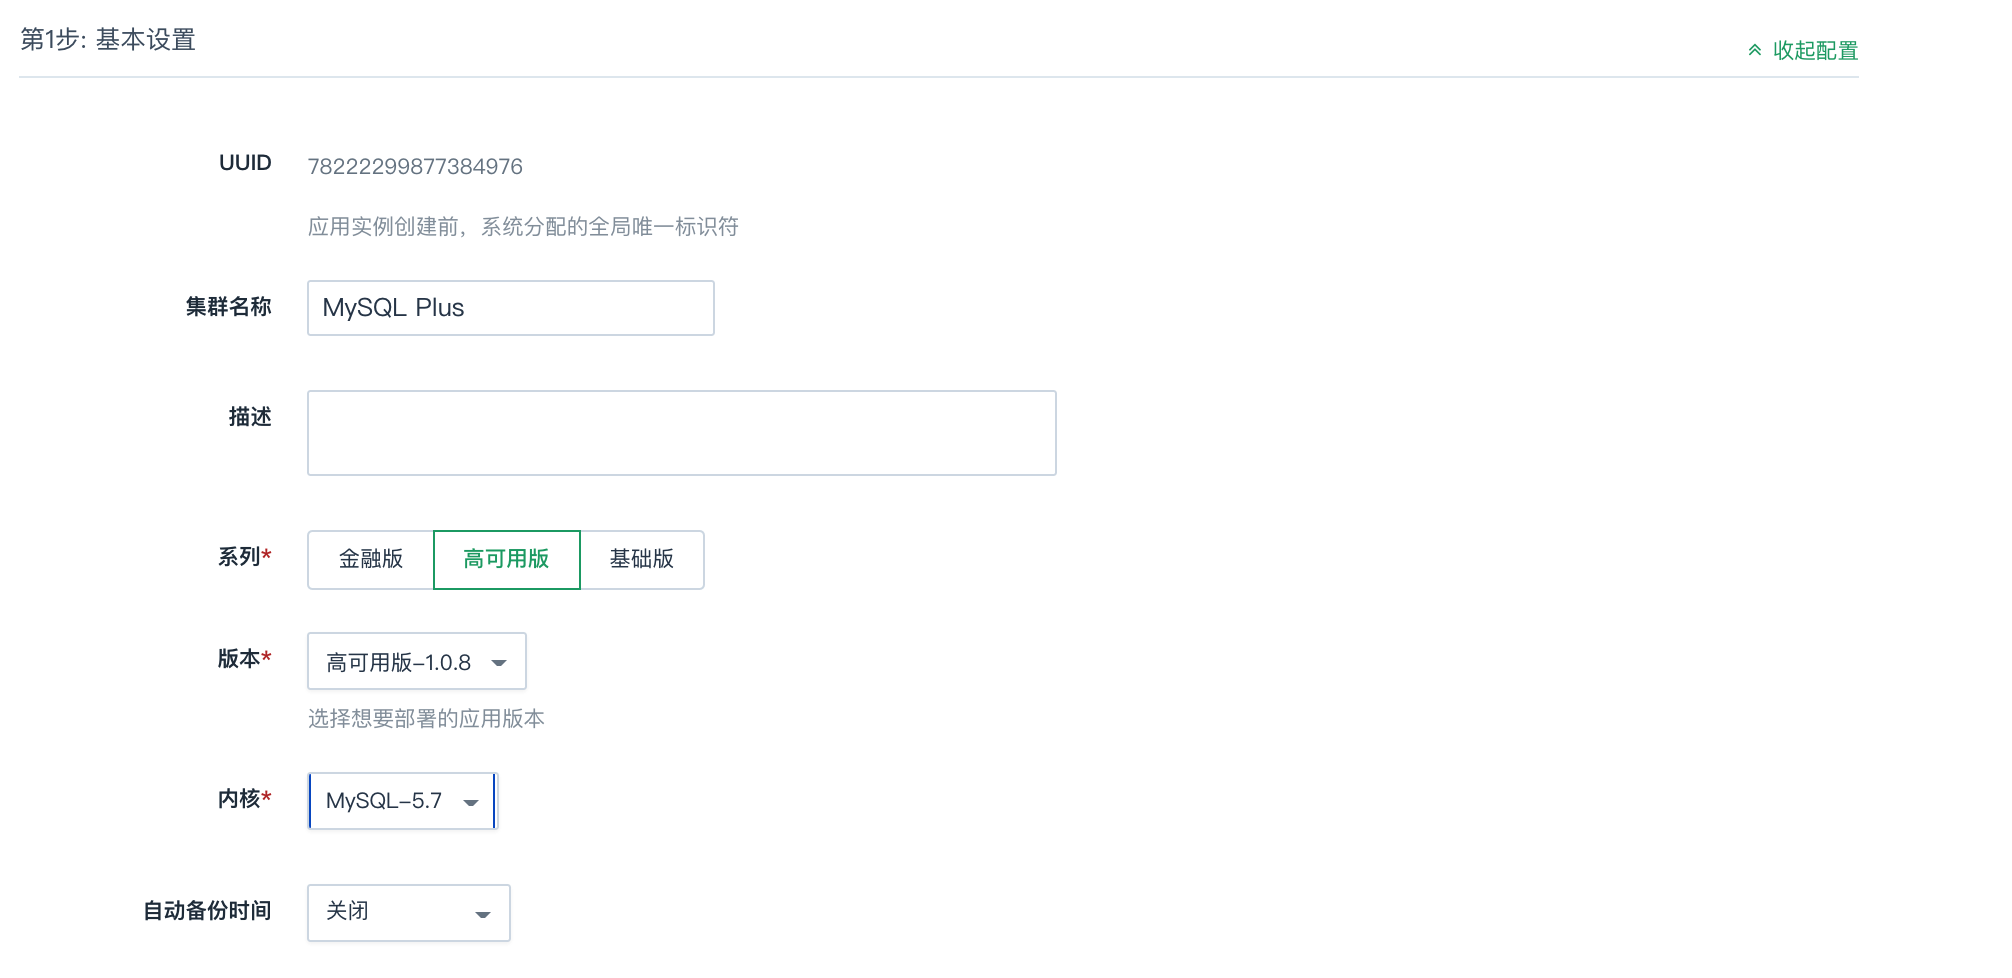 第1步: 基本设置
收起配置
UUID 78222299877384976
应用实例创建前，系统分配的全局唯一标识符
集群名称 MySQL Plus
描述
系列* 金融版 高可用版 基础版
版本* 高可用版-1.0.8
选择想要部署的应用版本
内核* MySQL-5.7
自动备份时间 关闭